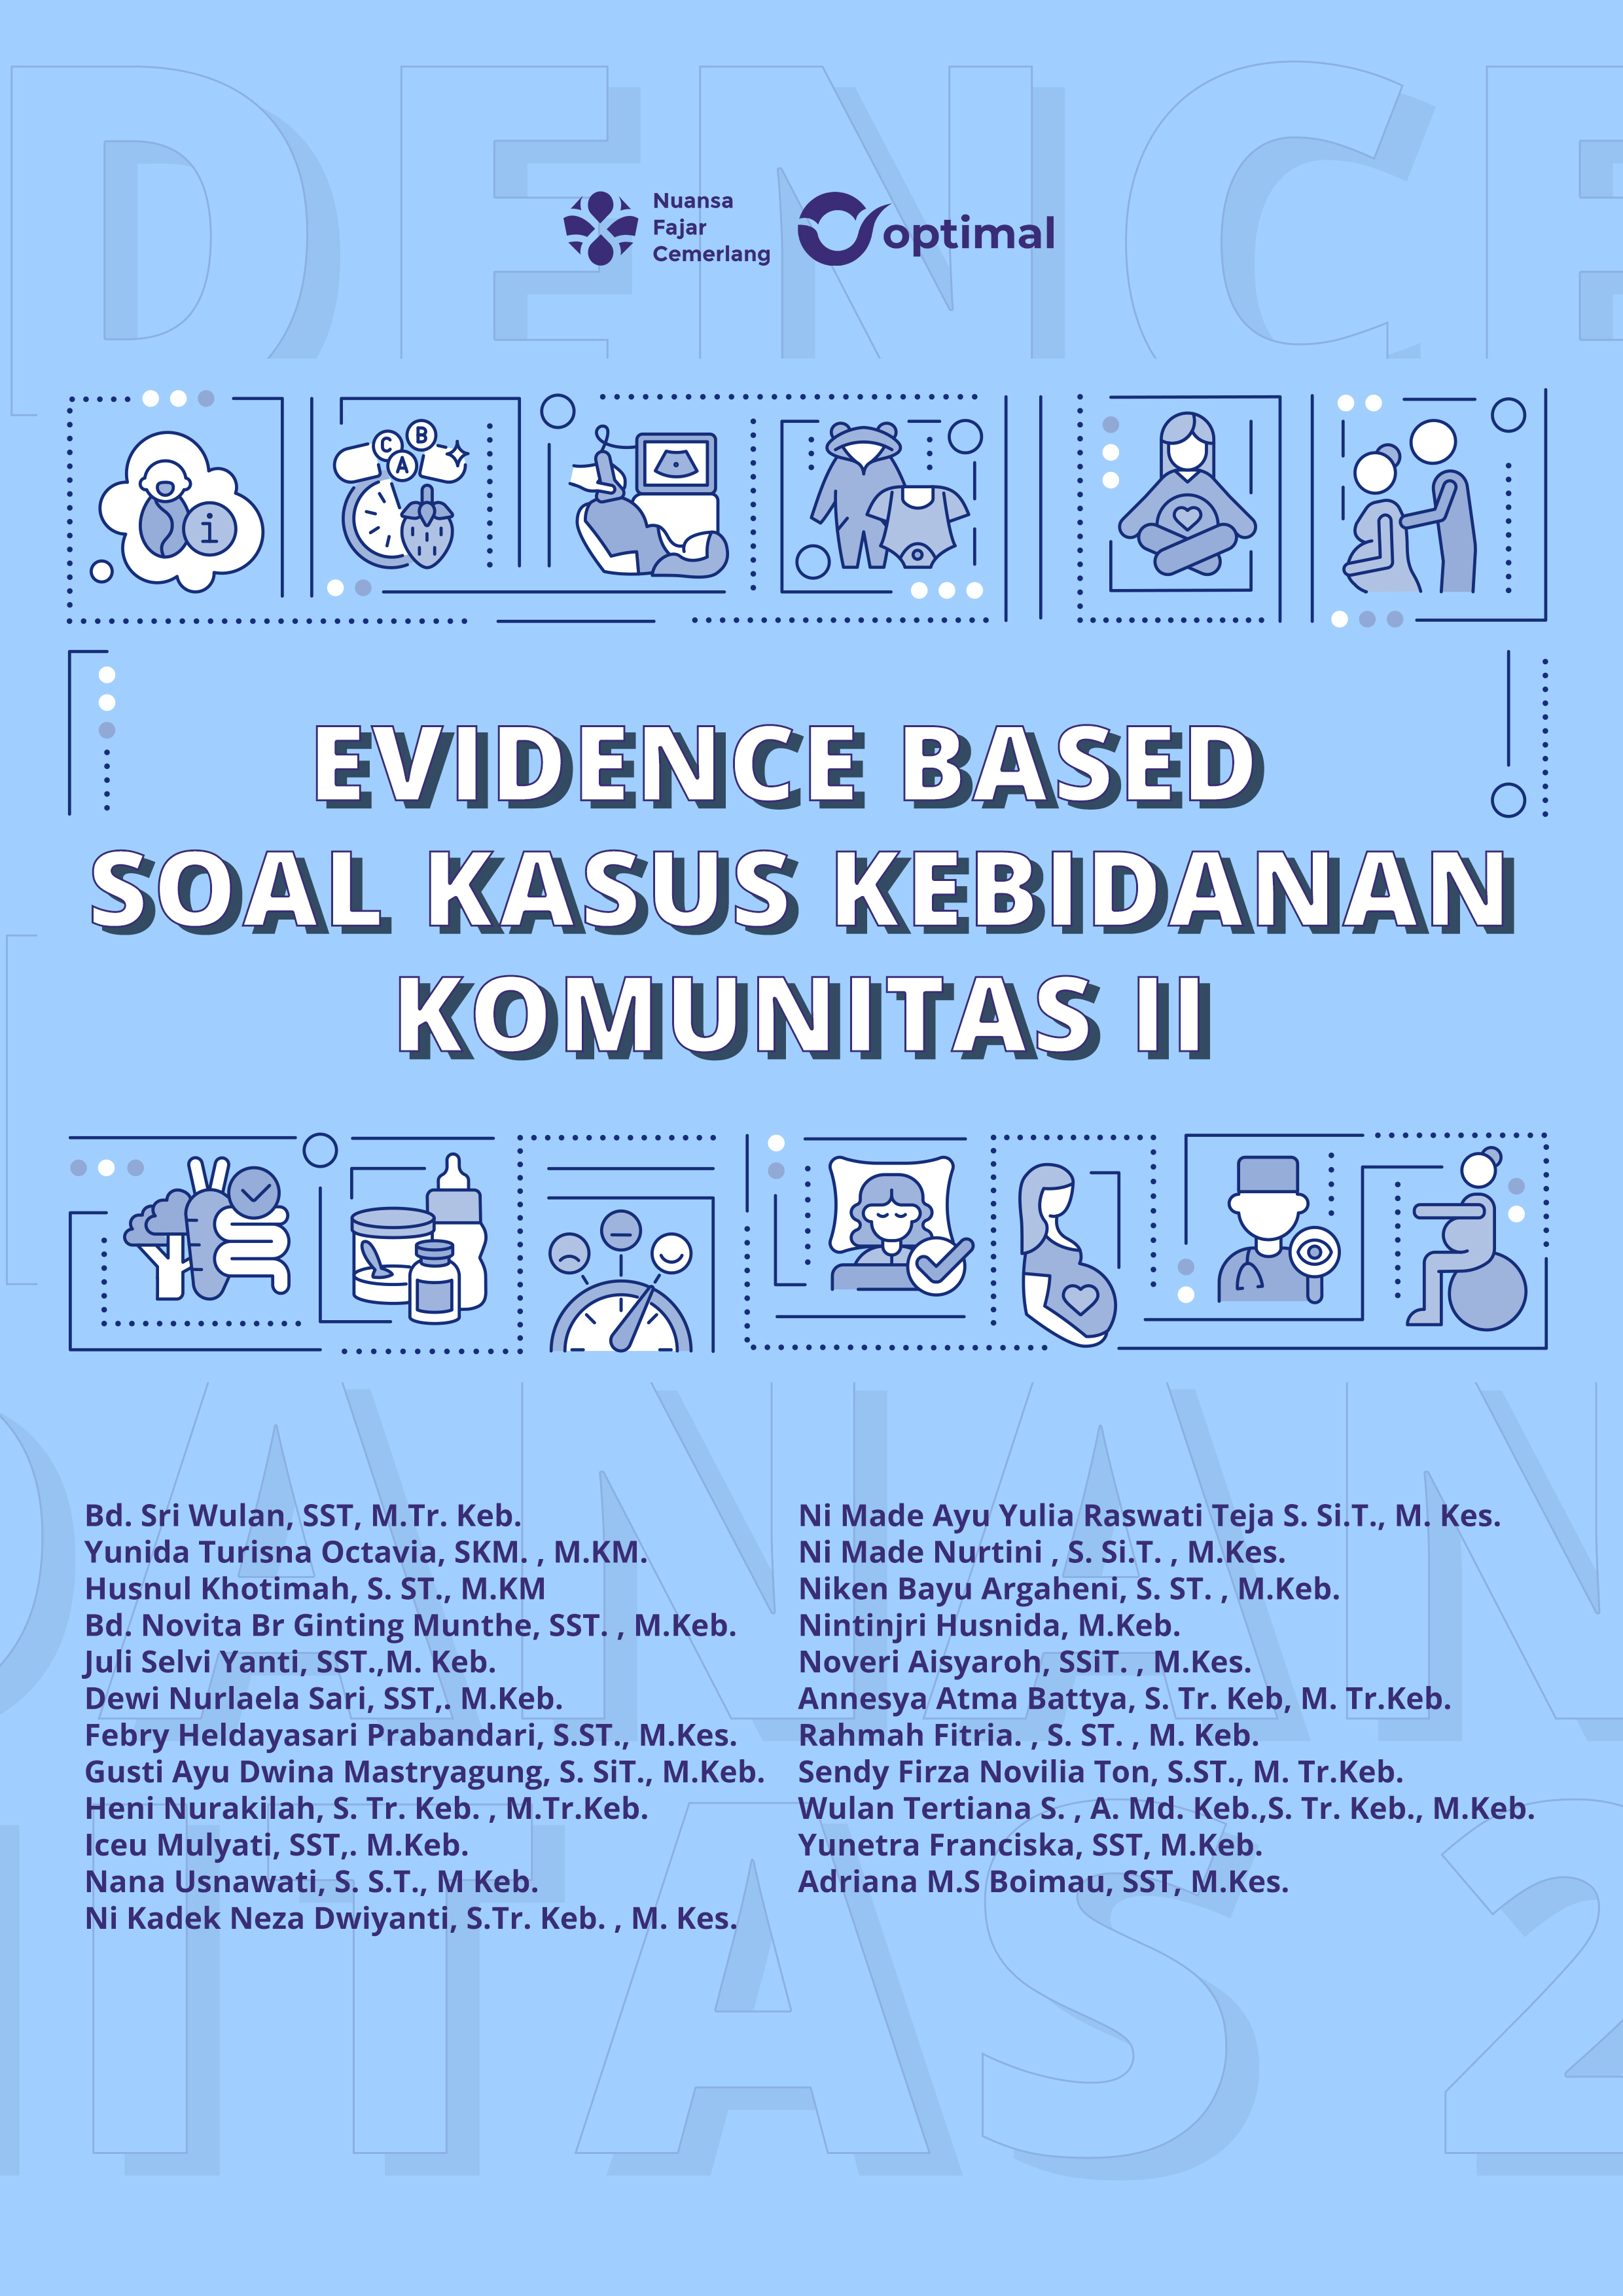 DENCE
Nuansa
Fajar
Cemerlang
optimal
C B
A
i
EVIDENCE BASED
SOAL KASUS KEBIDANAN
KOMUNITAS II
DANAN
Bd. Sri Wulan, SST, M.Tr. Keb.
Yunida Turisna Octavia, SKM. , M.KM.
Husnul Khotimah, S. ST., M.KM
Bd. Novita Br Ginting Munthe, SST. , M.Keb.
Juli Selvi Yanti, SST.,M. Keb.
Dewi Nurlaela Sari, SST,. M.Keb.
Febry Heldayasari Prabandari, S.ST., M.Kes.
Gusti Ayu Dwina Mastryagung, S. SiT., M.Keb.
Heni Nurakilah, S. Tr. Keb. , M.Tr.Keb.
Iceu Mulyati, SST,. M.Keb.
Nana Usnawati, S. S.T., M Keb.
Ni Kadek Neza Dwiyanti, S.Tr. Keb. , M. Kes.
Ni Made Ayu Yulia Raswati Teja S. Si.T., M. Kes.
Ni Made Nurtini , S. Si.T. , M.Kes.
Niken Bayu Argaheni, S. ST. , M.Keb.
Nintinjri Husnida, M.Keb.
Noveri Aisyaroh, SSiT. , M.Kes.
Annesya Atma Battya, S. Tr. Keb, M. Tr.Keb.
Rahmah Fitria. , S. ST. , M. Keb.
Sendy Firza Novilia Ton, S.ST., M. Tr.Keb.
Wulan Tertiana S. , A. Md. Keb.,S. Tr. Keb., M.Keb.
Yunetra Franciska, SST, M.Keb.
Adriana M.S Boimau, SST, M.Kes.
ITAS 2